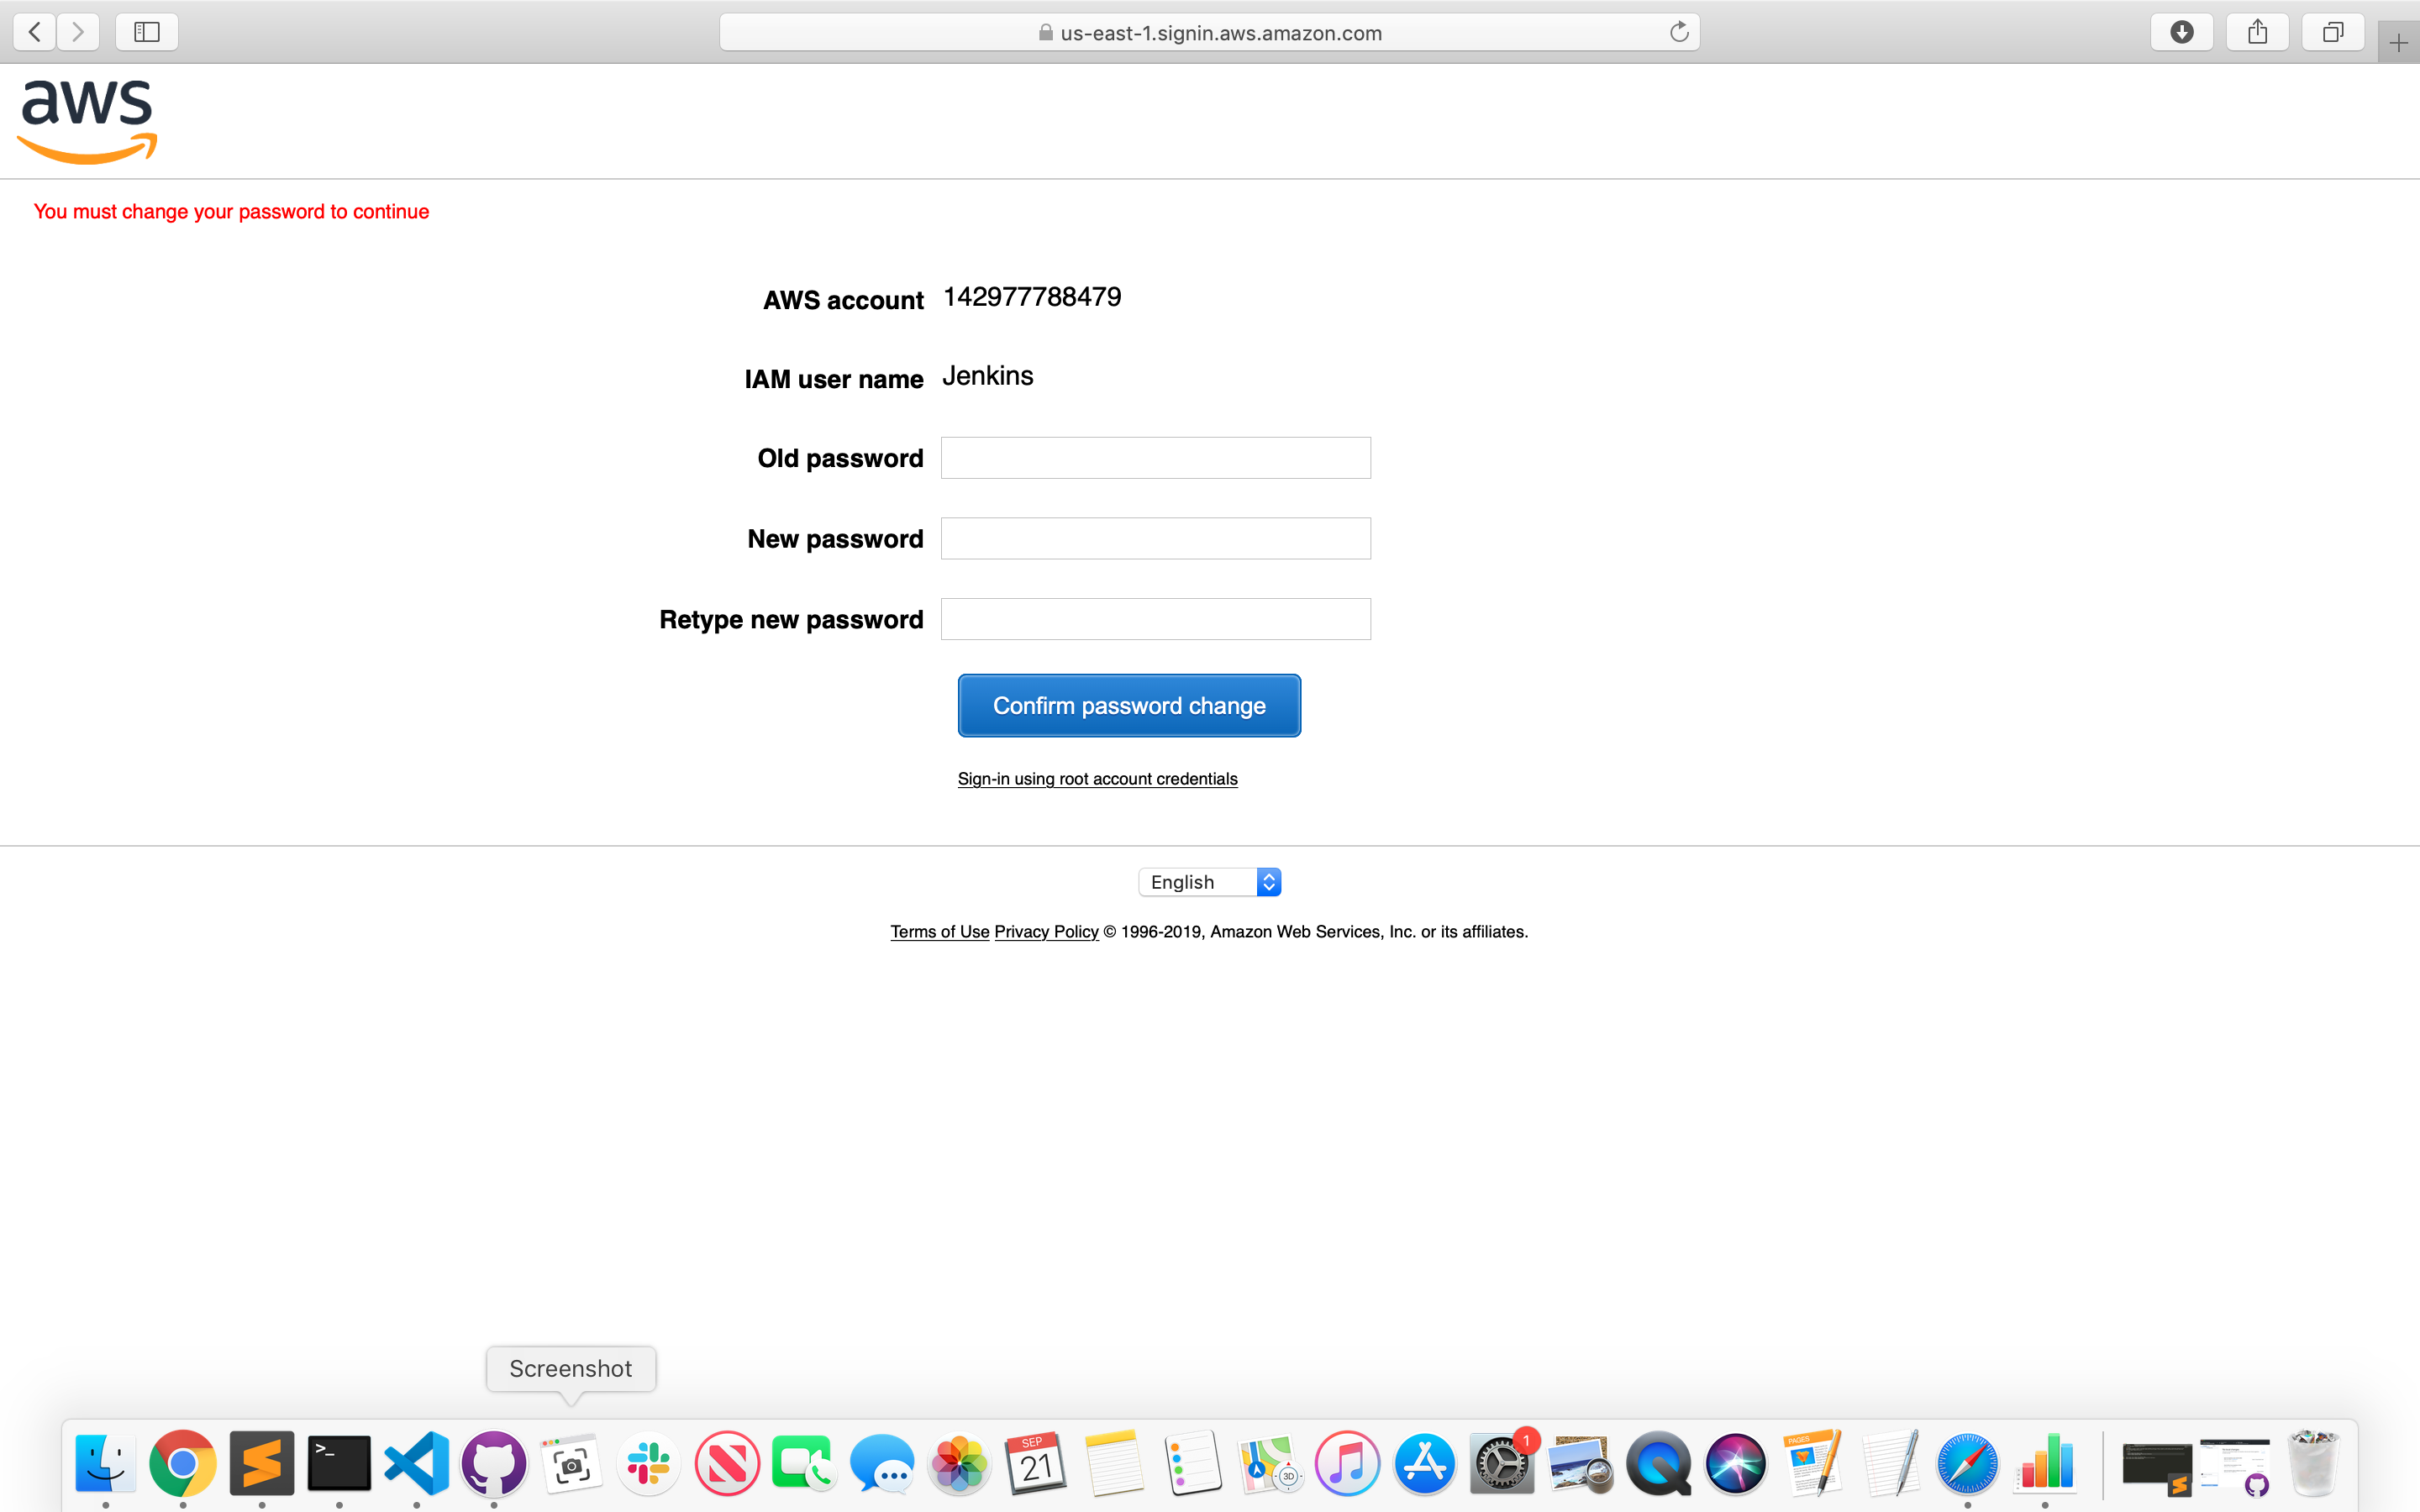 us-east-1.signin.aws.amazon.com
aws
You must change your password to continue
AWS account 142977788479
IAM user name Jenkins
Old password
New password
Retype new password
Confirm password change
Sign-in using root account credentials
English
Terms of Use Privacy Policy © 1996-2019, Amazon Web Services, Inc. or its affiliates.
Screenshot
>_
SEP
21
3D
1
PAGES